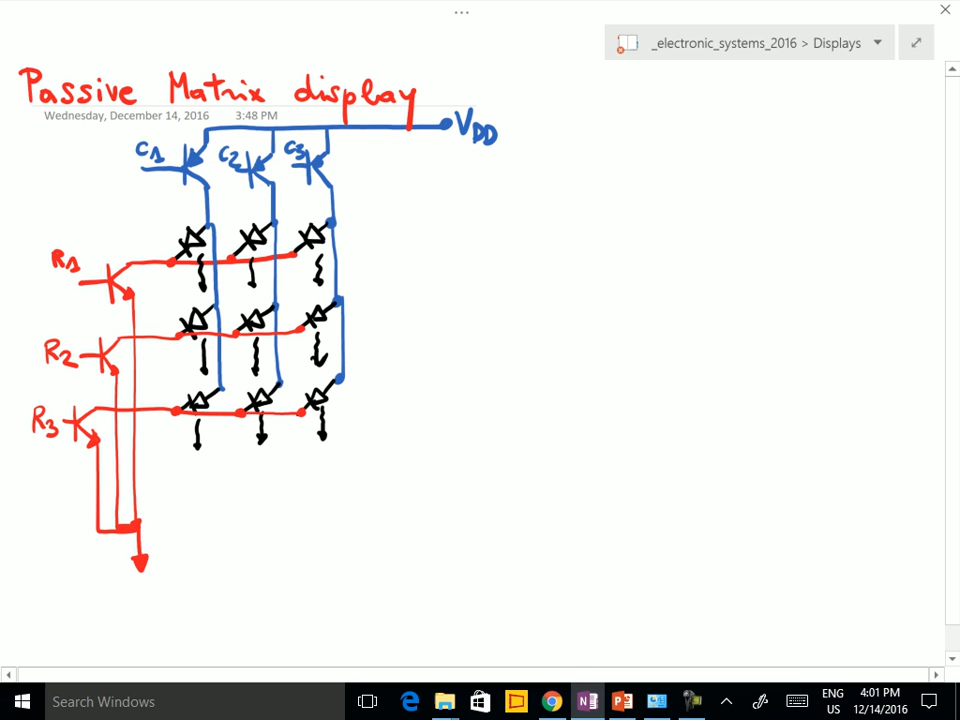 ...
_electronic_systems_2016 > Displays
Passive Matrix display
Wednesday, December 14, 2016 3:48 PM
VDD
C1 C2 C3
R1
R2
R3
Search Windows
ENG
US
4:01 PM
12/14/2016